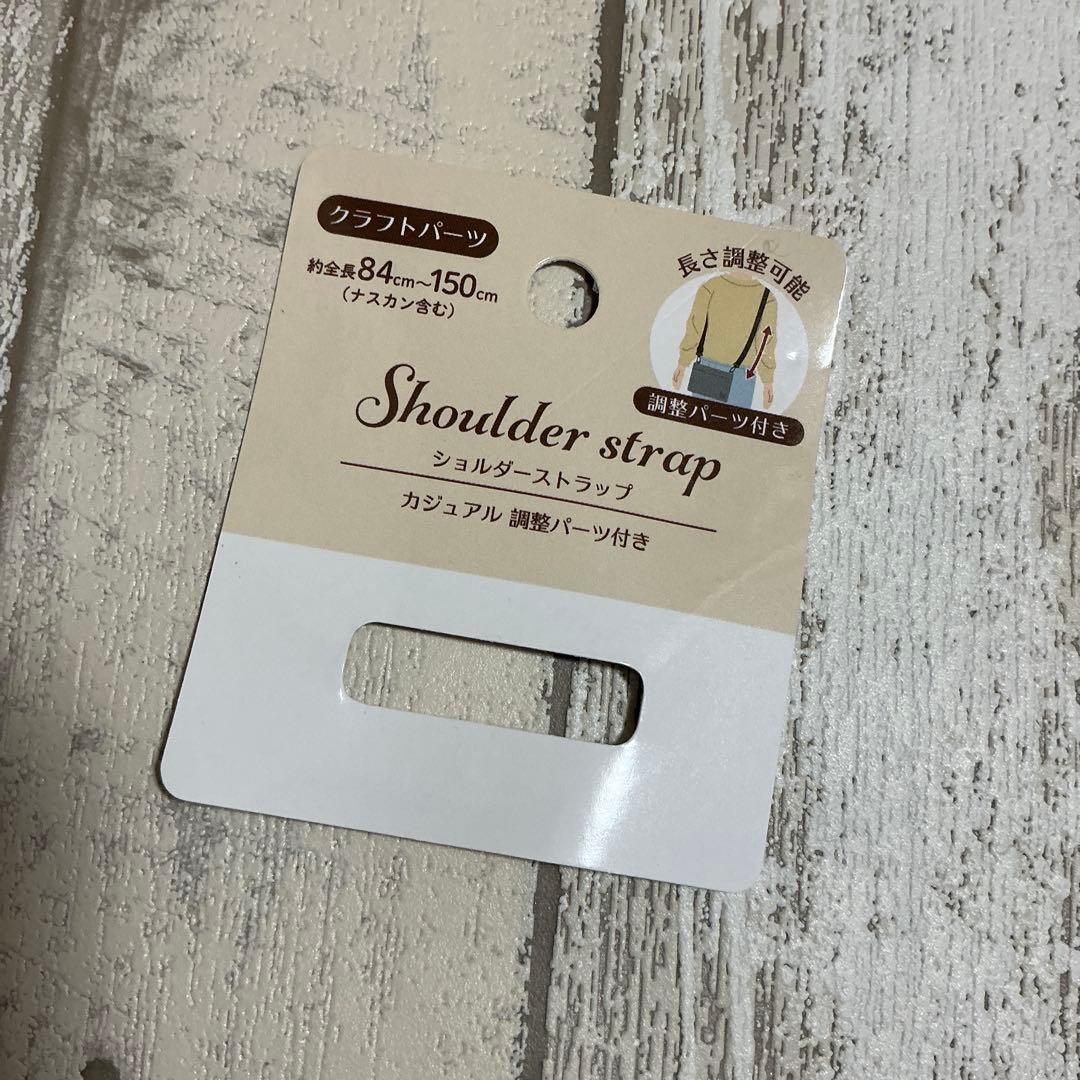 クラフトパーツ
約全長84cm～150cm
（ナスカン含む）
長さ調整可能
調整パーツ付き
Shoulder strap
ショルダーストラップ
カジュアル 調整パーツ付き